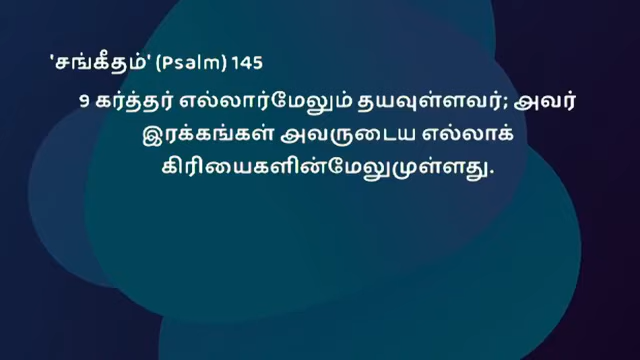 'சங்கீதம்' (Psalm) 145
9 கர்த்தர் எல்லார்மேலும் தயவுள்ளவர்; அவர்
இரக்கங்கள் அவருடைய எல்லாக்
கிரியைகளின்மேலுமுள்ளது.